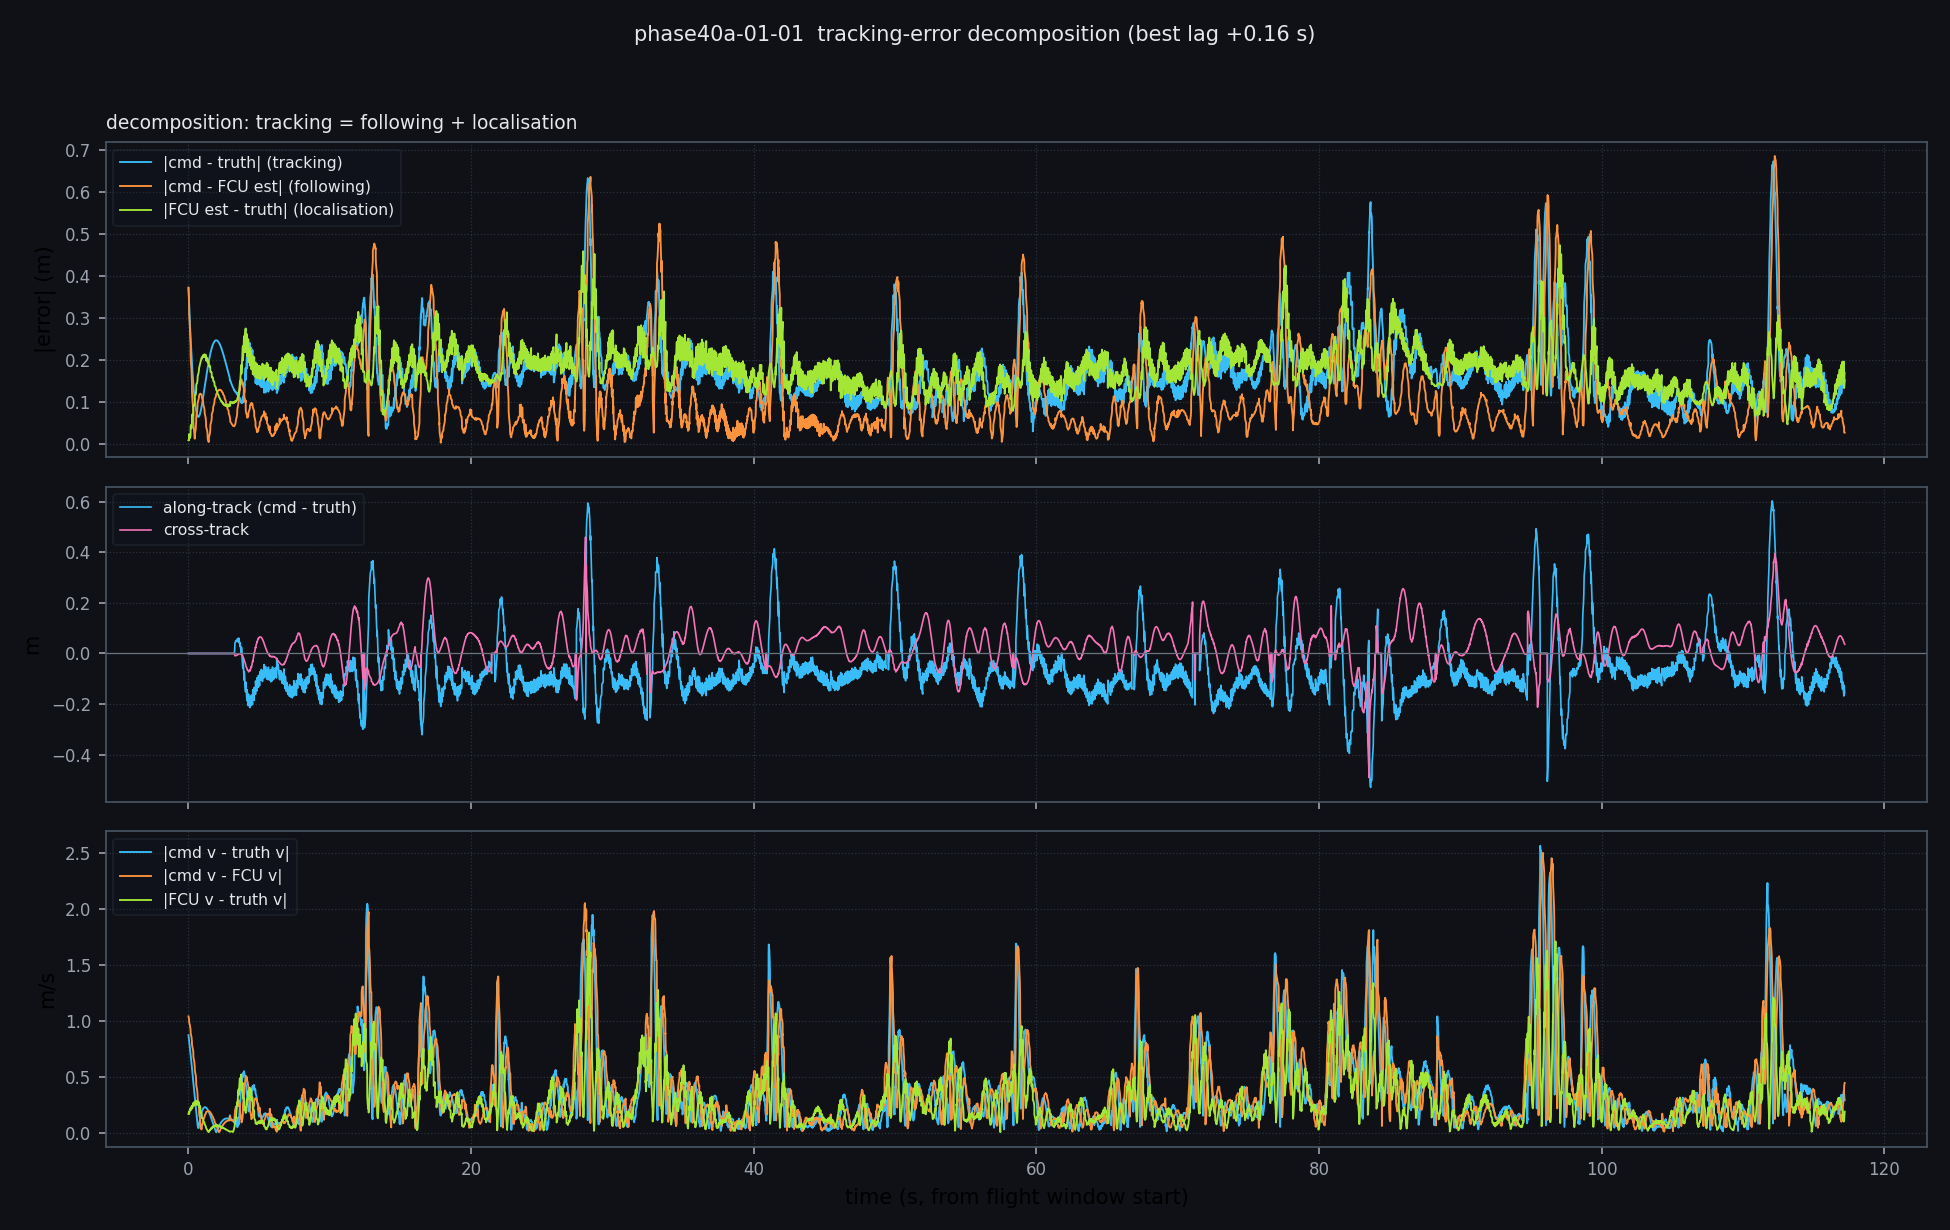 phase40a-01-01  tracking-error decomposition (best lag +0.16 s)
decomposition: tracking = following + localisation
|error| (m)
0.7
0.6
0.5
0.4
0.3
0.2
0.1
0.0
|cmd - truth| (tracking)
|cmd - FCU est| (following)
|FCU est - truth| (localisation)
m
0.6
0.4
0.2
0.0
−0.2
−0.4
along-track (cmd - truth)
cross-track
m/s
2.5
2.0
1.5
1.0
0.5
0.0
|cmd v - truth v|
|cmd v - FCU v|
|FCU v - truth v|
0 20 40 60 80 100 120
time (s, from flight window start)